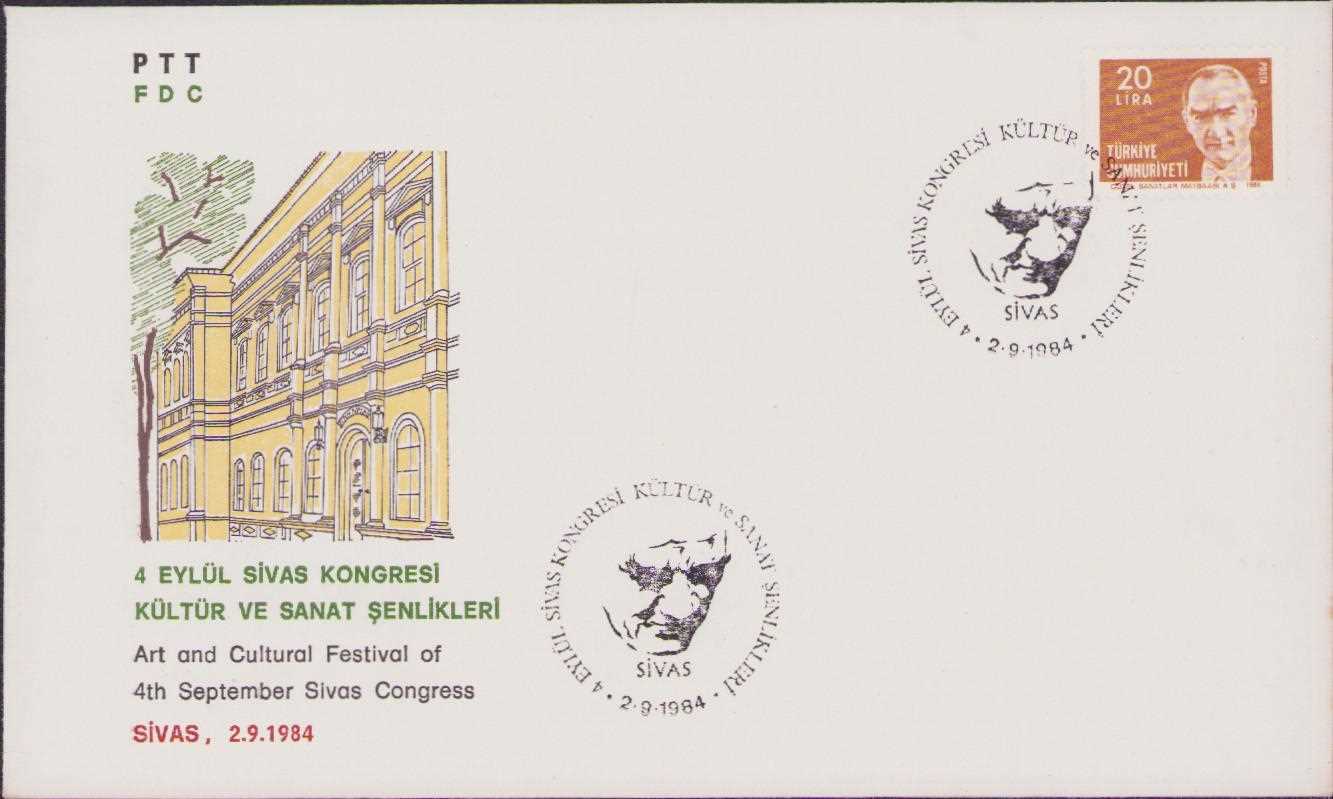 PTT
FDC
20
LİRA
POSTA
TÜRKİYE
CUMHURİYETİ
SANATLAR MATBAASI A.Ş.
4 EYLÜL SİVAS KONGRESİ KÜLTÜR ve SANAT ŞENLİKLERİ
SİVAS
2.9.1984
4 EYLÜL SİVAS KONGRESİ KÜLTÜR ve SANAT ŞENLİKLERİ
SİVAS
2.9.1984
4 EYLÜL SİVAS KONGRESİ
KÜLTÜR VE SANAT ŞENLİKLERİ
Art and Cultural Festival of
4th September Sivas Congress
SİVAS, 2.9.1984